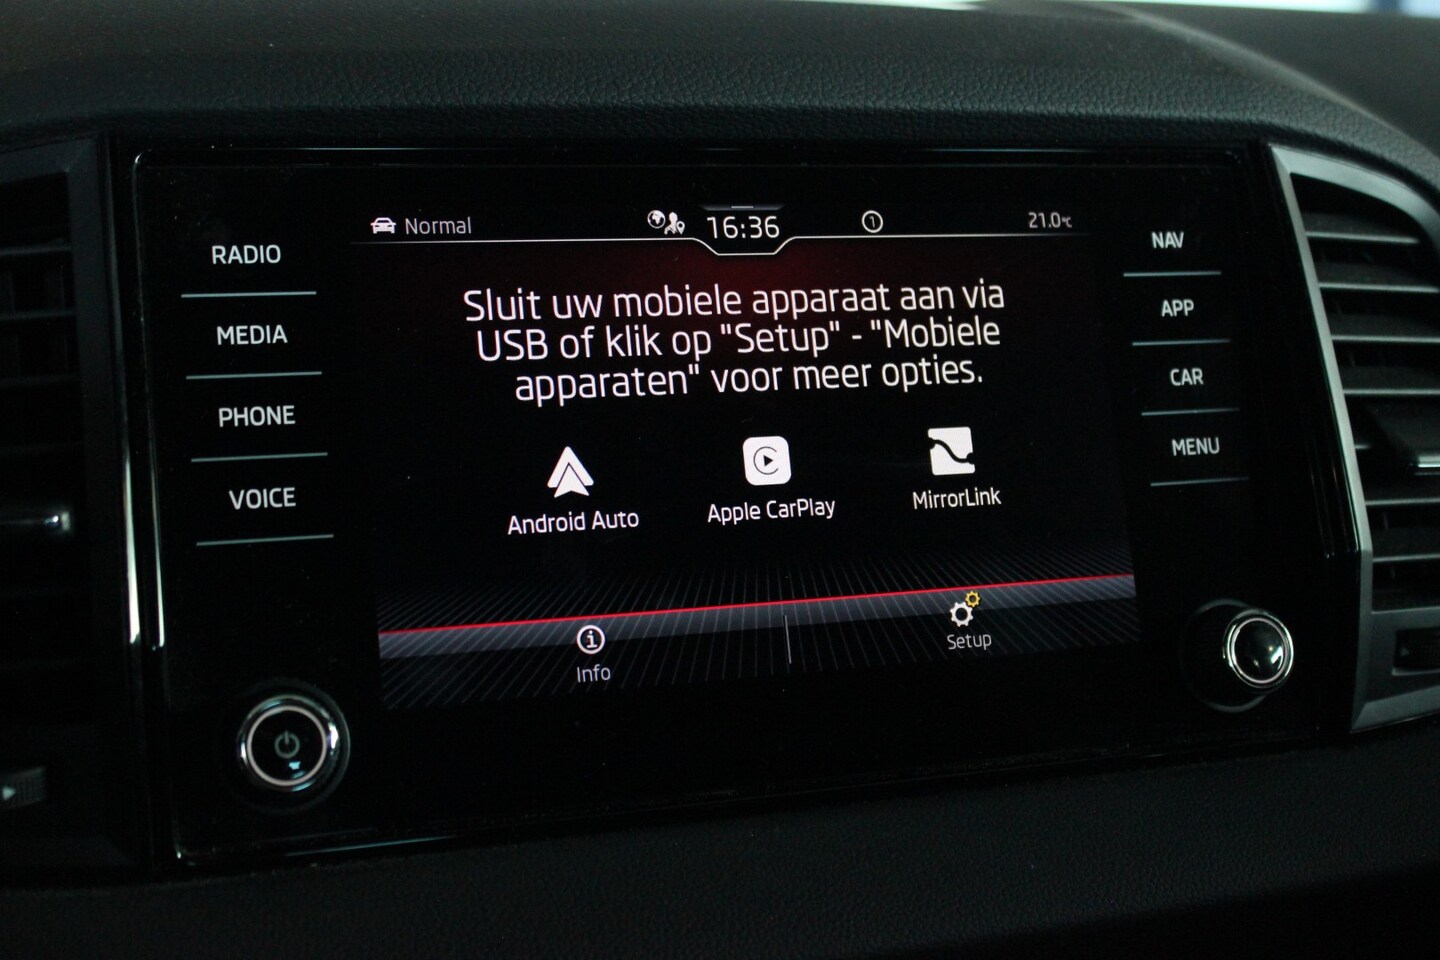 Normal
16:36
1
21.0°C
RADIO
MEDIA
PHONE
VOICE
Sluit uw mobiele apparaat aan via
USB of klik op "Setup" - "Mobiele
apparaten" voor meer opties.
Android Auto
Apple CarPlay
MirrorLink
Info
Setup
NAV
APP
CAR
MENU